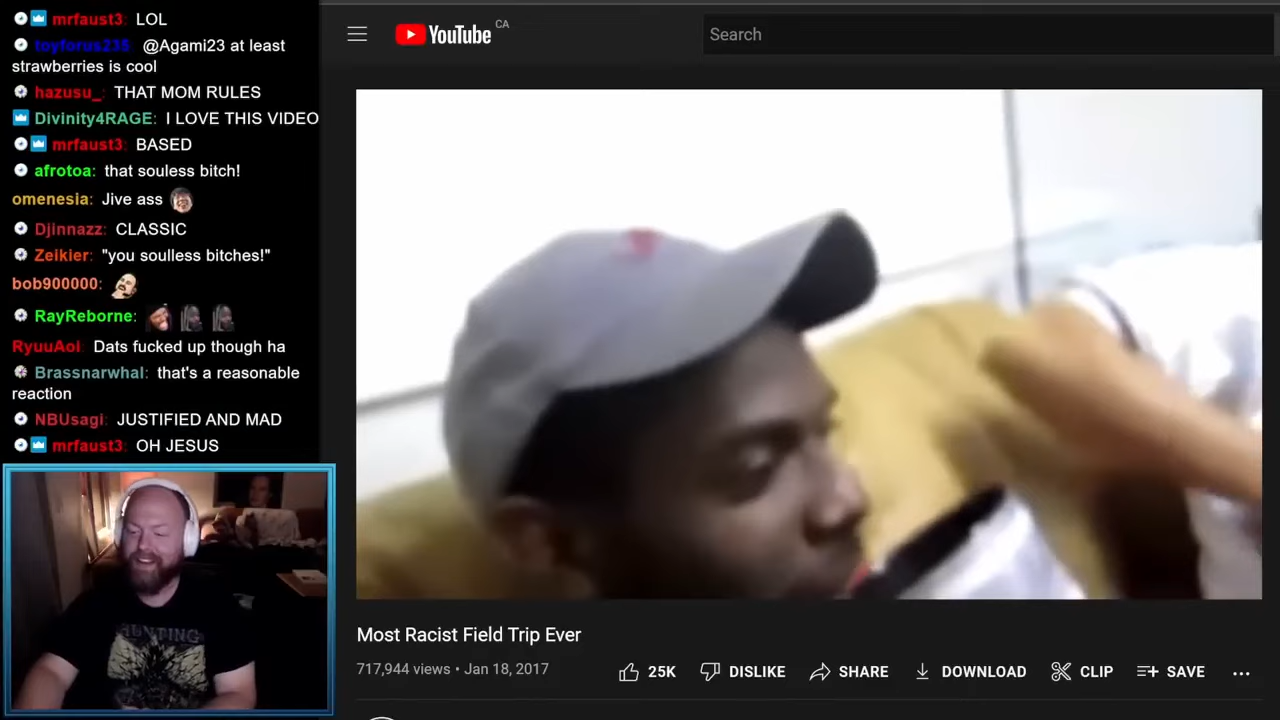 mrfaust3: LOL
toyforus235: @Agami23 at least
strawberries is cool
hazusu_: THAT MOM RULES
Divinity4RAGE: I LOVE THIS VIDEO
mrfaust3: BASED
afrotoa: that souless bitch!
omenesia: Jive ass
Djinnazz: CLASSIC
Zeikier: "you soulless bitches!"
bob900000:
RayReborne:
RyuuAoi: Dats fucked up though ha
Brassnarwhal: that's a reasonable
reaction
NBUsagi: JUSTIFIED AND MAD
mrfaust3: OH JESUS
YouTube CA
Search
Most Racist Field Trip Ever
717,944 views • Jan 18, 2017
25K DISLIKE SHARE DOWNLOAD CLIP SAVE ...